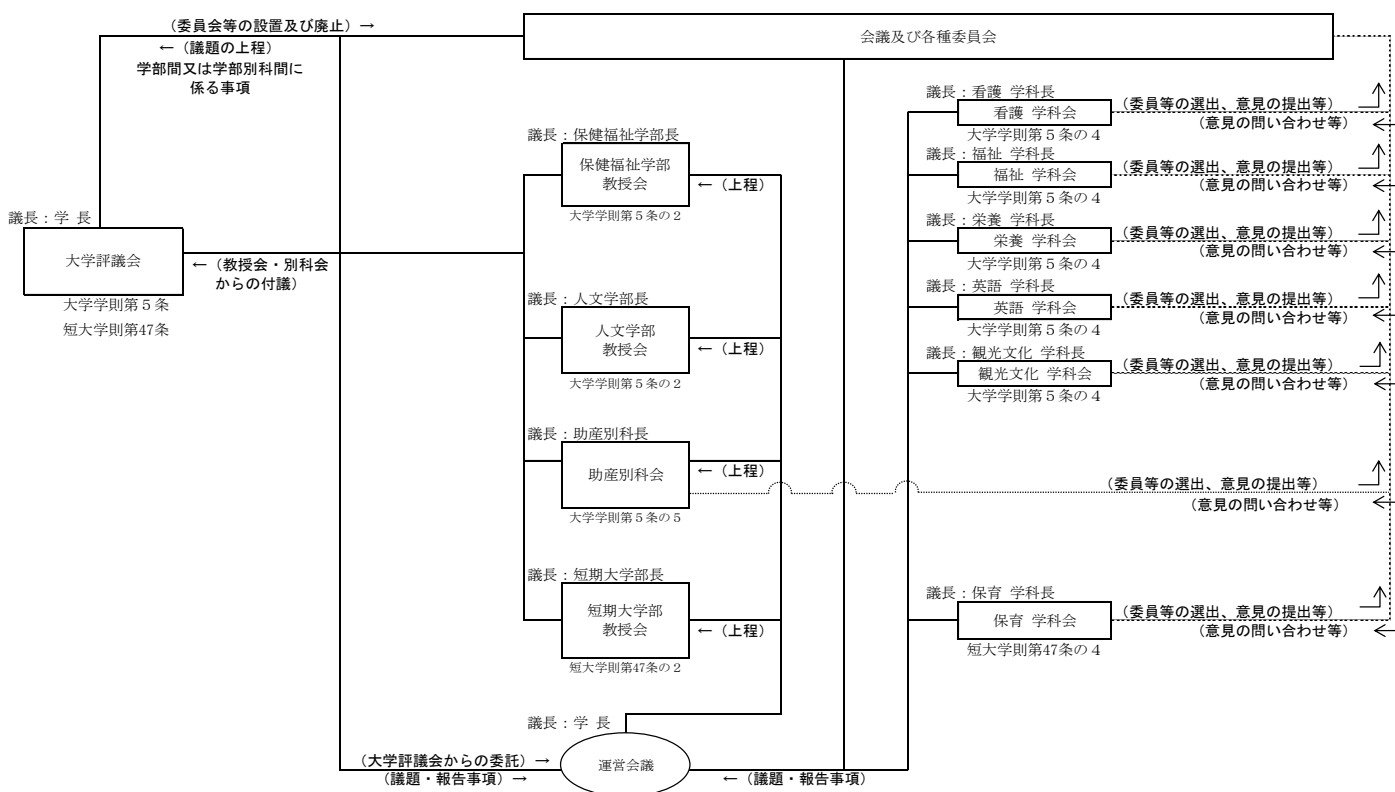 （委員会等の設置及び廃止）→
←（議題の上程）
学部間又は学部別科間に
係る事項
会議及び各種委員会
議長：学 長
大学評議会
大学学則第５条
短大学則第47条
←（教授会・別科会
からの付議）
議長：保健福祉学部長
保健福祉学部
教授会
大学学則第５条の２
←（上程）
議長：人文学部長
人文学部
教授会
大学学則第５条の２
←（上程）
議長：助産別科長
助産別科会
大学学則第５条の５
←（上程）
議長：短期大学部長
短期大学部
教授会
短大学則第47条の２
←（上程）
議長：学 長
運営会議
（大学評議会からの委託）→
（議題・報告事項）→
←（議題・報告事項）
議長：看護 学科長
看護 学科会
大学学則第５条の４
（委員等の選出、意見の提出等）
（意見の問い合わせ等）
議長：福祉 学科長
福祉 学科会
大学学則第５条の４
（委員等の選出、意見の提出等）
（意見の問い合わせ等）
議長：栄養 学科長
栄養 学科会
大学学則第５条の４
（委員等の選出、意見の提出等）
（意見の問い合わせ等）
議長：英語 学科長
英語 学科会
大学学則第５条の４
（委員等の選出、意見の提出等）
（意見の問い合わせ等）
議長：観光文化 学科長
観光文化 学科会
大学学則第５条の４
（委員等の選出、意見の提出等）
（意見の問い合わせ等）
（委員等の選出、意見の提出等）
（意見の問い合わせ等）
議長：保育 学科長
保育 学科会
短大学則第47条の４
（委員等の選出、意見の提出等）
（意見の問い合わせ等）